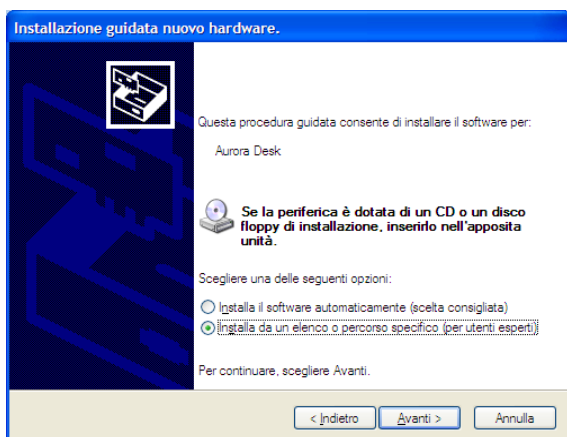 Installazione guidata nuovo hardware.
Questa procedura guidata consente di installare il software per:
Aurora Desk
Se la periferica è dotata di un CD o un disco
floppy di installazione, inserirlo nell'apposita
unità.
Scegliere una delle seguenti opzioni:
Installa il software automaticamente (scelta consigliata)
Installa da un elenco o percorso specifico (per utenti esperti)
Per continuare, scegliere Avanti.
< Indietro
Avanti >
Annulla